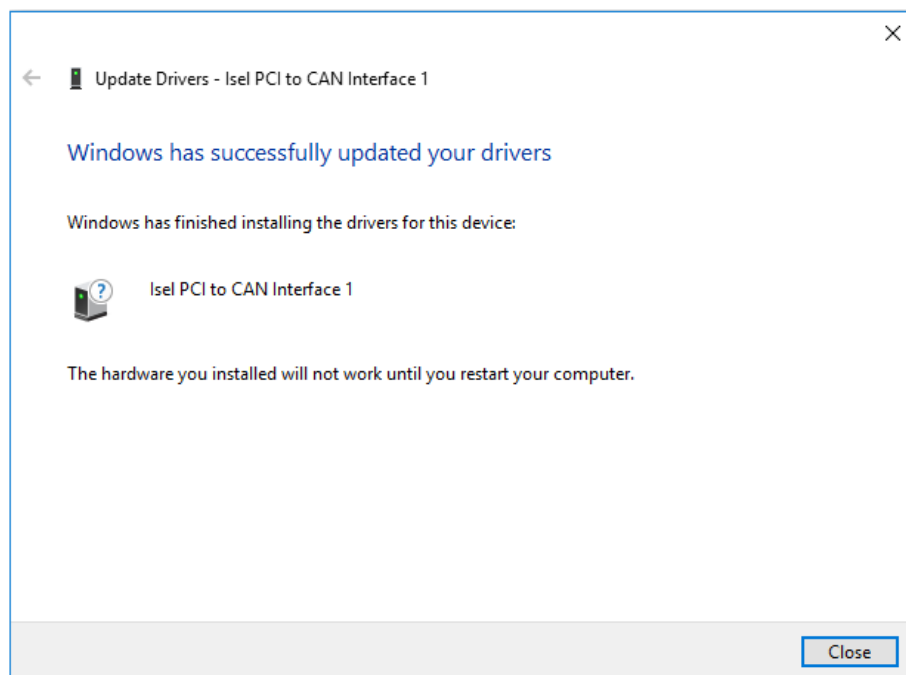 Update Drivers - Isel PCI to CAN Interface 1
Windows has successfully updated your drivers
Windows has finished installing the drivers for this device:
Isel PCI to CAN Interface 1
The hardware you installed will not work until you restart your computer.
Close